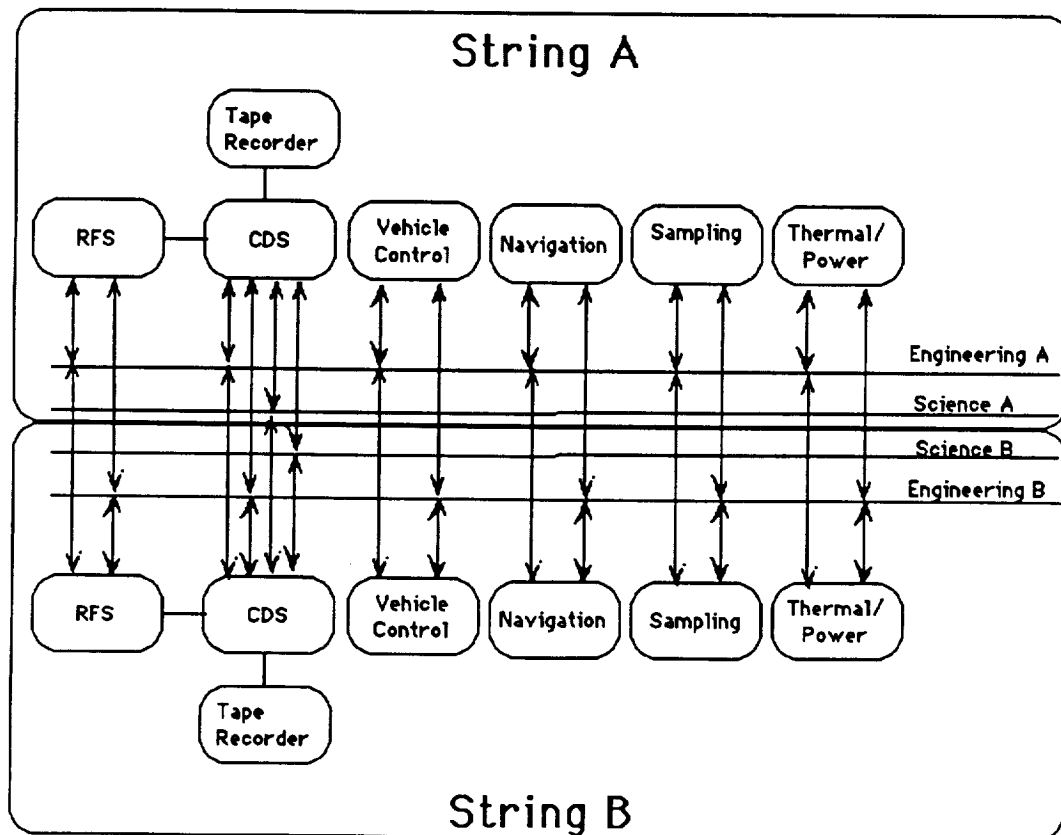 String A
Tape
Recorder
RFS
CDS
Vehicle
Control
Navigation
Sampling
Thermal/
Power
Engineering A
Science A
Science B
Engineering B
RFS
CDS
Vehicle
Control
Navigation
Sampling
Thermal/
Power
Tape
Recorder
String B